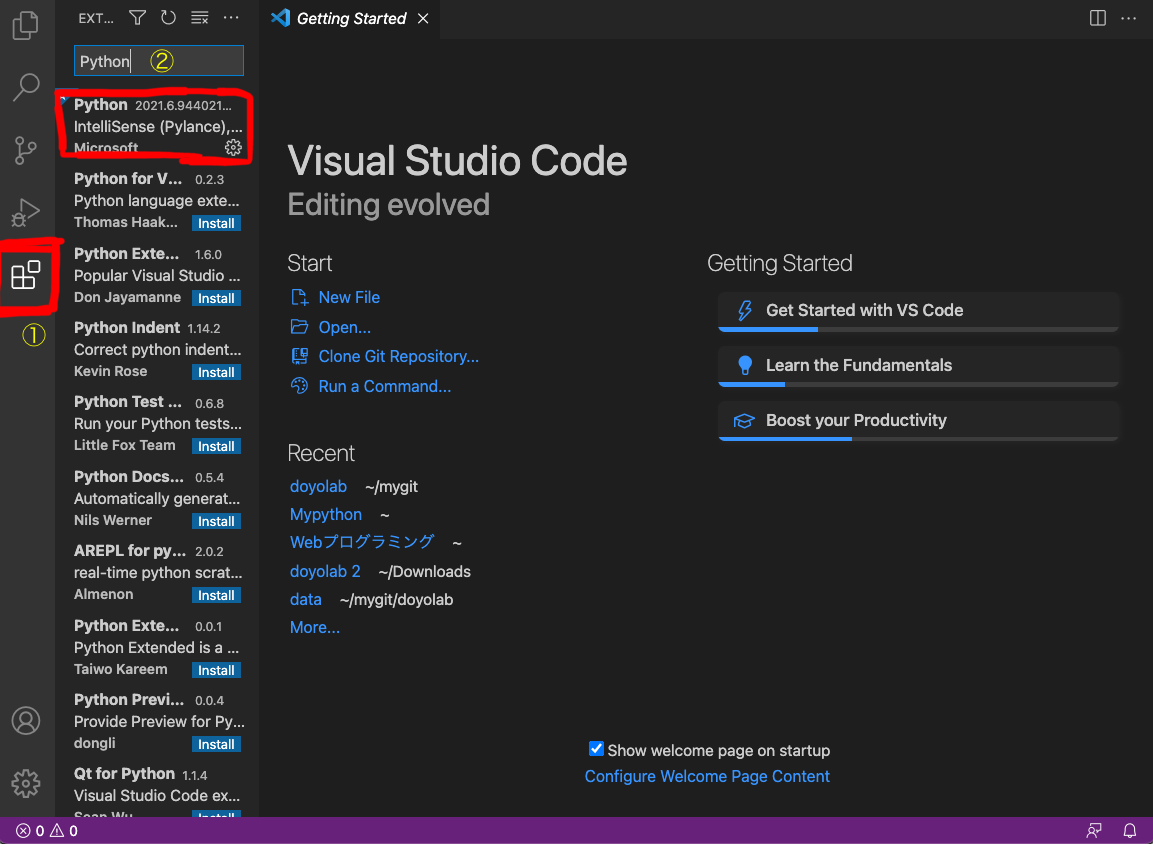 EXT...
Python ②
Python 2021.6.944021...
IntelliSense (Pylance),...
Microsoft
Python for V... 0.2.3
Python language exte...
Thomas Haak... Install
Python Exte... 1.6.0
Popular Visual Studio ...
Don Jayamanne Install
Python Indent 1.14.2
Correct python indent...
Kevin Rose Install
Python Test ... 0.6.8
Run your Python tests...
Little Fox Team Install
Python Docs... 0.5.4
Automatically generat...
Nils Werner Install
AREPL for py... 2.0.2
real-time python scrat...
Almenon Install
Python Exte... 0.0.1
Python Extended is a ...
Taiwo Kareem Install
Python Previ... 0.0.4
Provide Preview for Py...
dongli Install
Qt for Python 1.1.4
Visual Studio Code ex...
Sean Wu Install
①
Getting Started
Visual Studio Code
Editing evolved
Start
New File
Open...
Clone Git Repository...
Run a Command...
Recent
doyolab ~/mygit
Mypython ~
Webプログラミング ~
doyolab 2 ~/Downloads
data ~/mygit/doyolab
More...
Getting Started
Get Started with VS Code
Learn the Fundamentals
Boost your Productivity
Show welcome page on startup
Configure Welcome Page Content
0 0